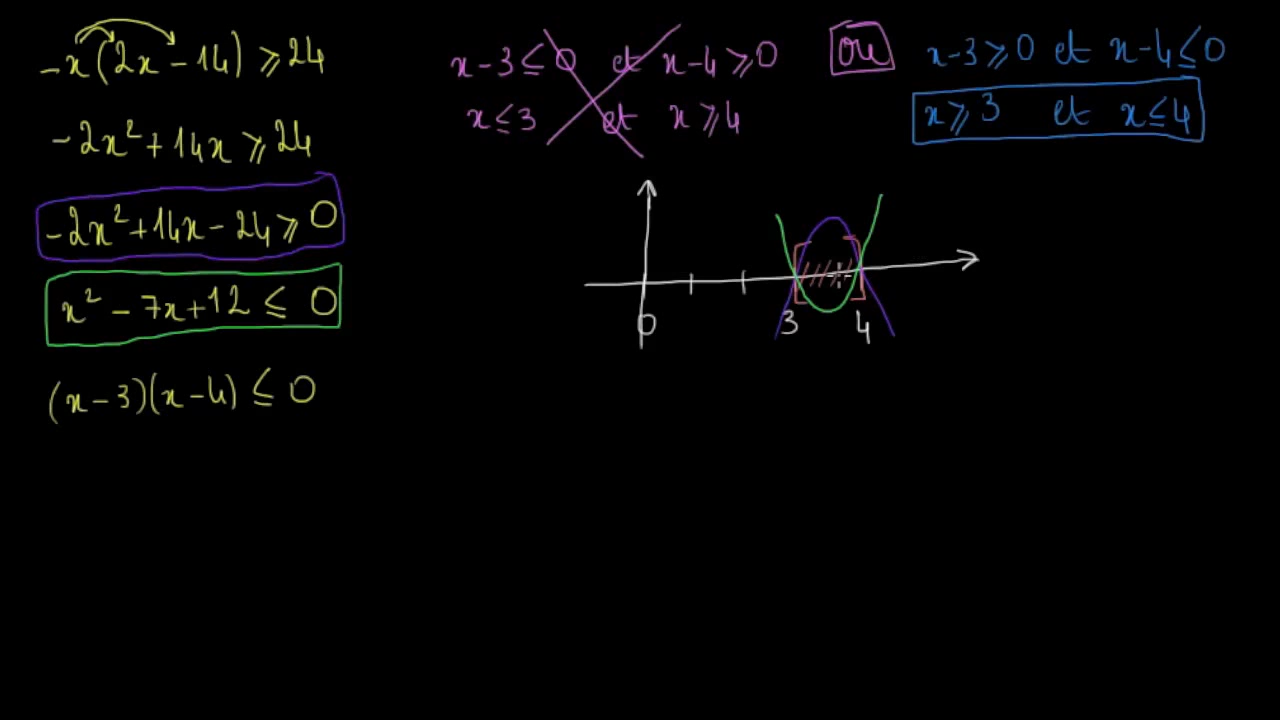 -x(2x-14) ⩾ 24
-2x²+14x ⩾ 24
-2x²+14x-24 ⩾ 0
x²-7x+12 ≤ 0
(x-3)(x-4) ≤ 0
x-3 ≤ 0 et x-4 ⩾ 0
x ≤ 3 et x ⩾ 4
ou
x-3 ⩾ 0 et x-4 ≤ 0
x ⩾ 3 et x ≤ 4
0 3 4